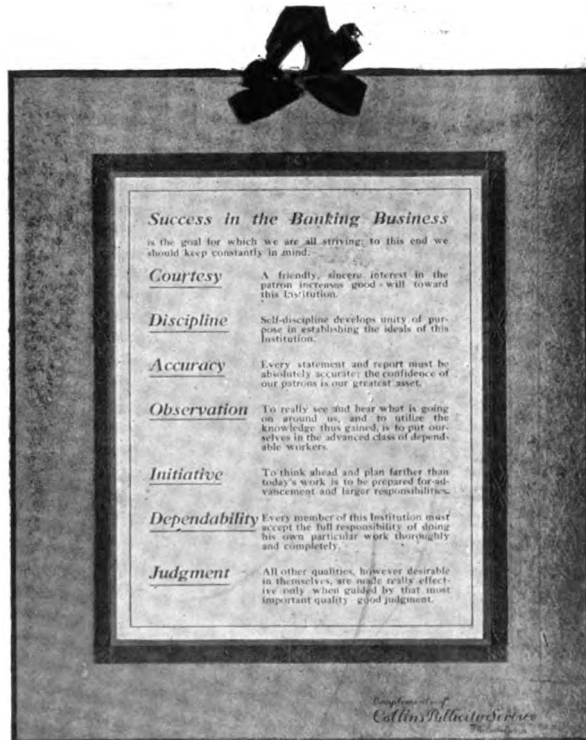 Success in the Banking Business
is the goal for which we are all striving; to this end we
should keep constantly in mind:
Courtesy
A friendly, sincere interest in the
patron increases good-will toward
this Institution.
Discipline
Self-discipline develops unity of pur-
pose in establishing the ideals of this
Institution.
Accuracy
Every statement and report must be
absolutely accurate; the confidence of
our patrons is our greatest asset.
Observation
To really see and hear what is going
on around us, and to utilize the
knowledge thus gained, is to put our-
selves in the advanced class of depend-
able workers.
Initiative
To think ahead and plan farther than
today's work is to be prepared for ad-
vancement and larger responsibilities.
Dependability
Every member of this Institution must
accept the full responsibility of doing
his own particular work thoroughly
and completely.
Judgment
All other qualities, however desirable
in themselves, are made really effect-
ive only when guided by that most
important quality—good judgment.
Compliments of
Collins Publicity Service